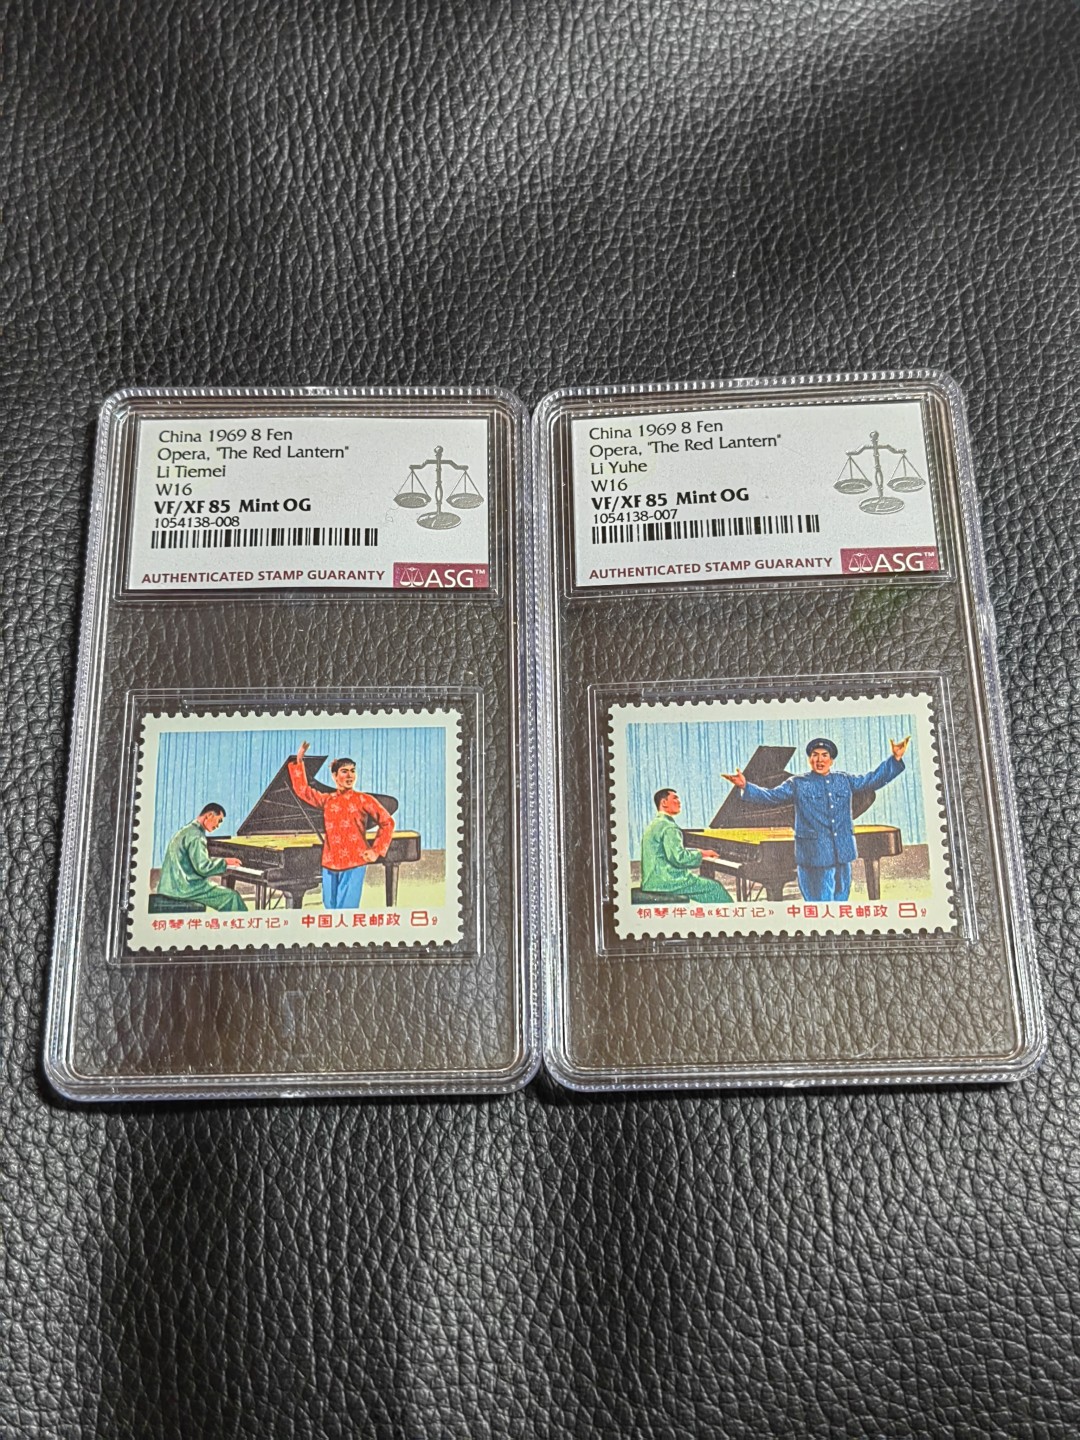 China 1969 8 Fen
Opera, "The Red Lantern"
Li Tiemei
W16
VF/XF 85 Mint OG
1054138-008
AUTHENTICATED STAMP GUARANTY ASG™
钢琴伴唱《红灯记》 中国人民邮政 8分
China 1969 8 Fen
Opera, "The Red Lantern"
Li Yuhe
W16
VF/XF 85 Mint OG
1054138-007
AUTHENTICATED STAMP GUARANTY ASG™
钢琴伴唱《红灯记》 中国人民邮政 8分